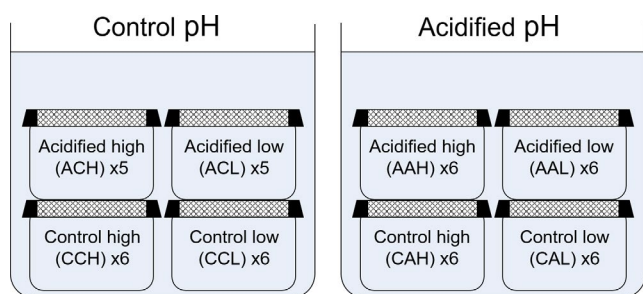 Control pH
Acidified pH
Acidified high
(ACH) x5
Acidified low
(ACL) x5
Acidified high
(AAH) x6
Acidified low
(AAL) x6
Control high
(CCH) x6
Control low
(CCL) x6
Control high
(CAH) x6
Control low
(CAL) x6